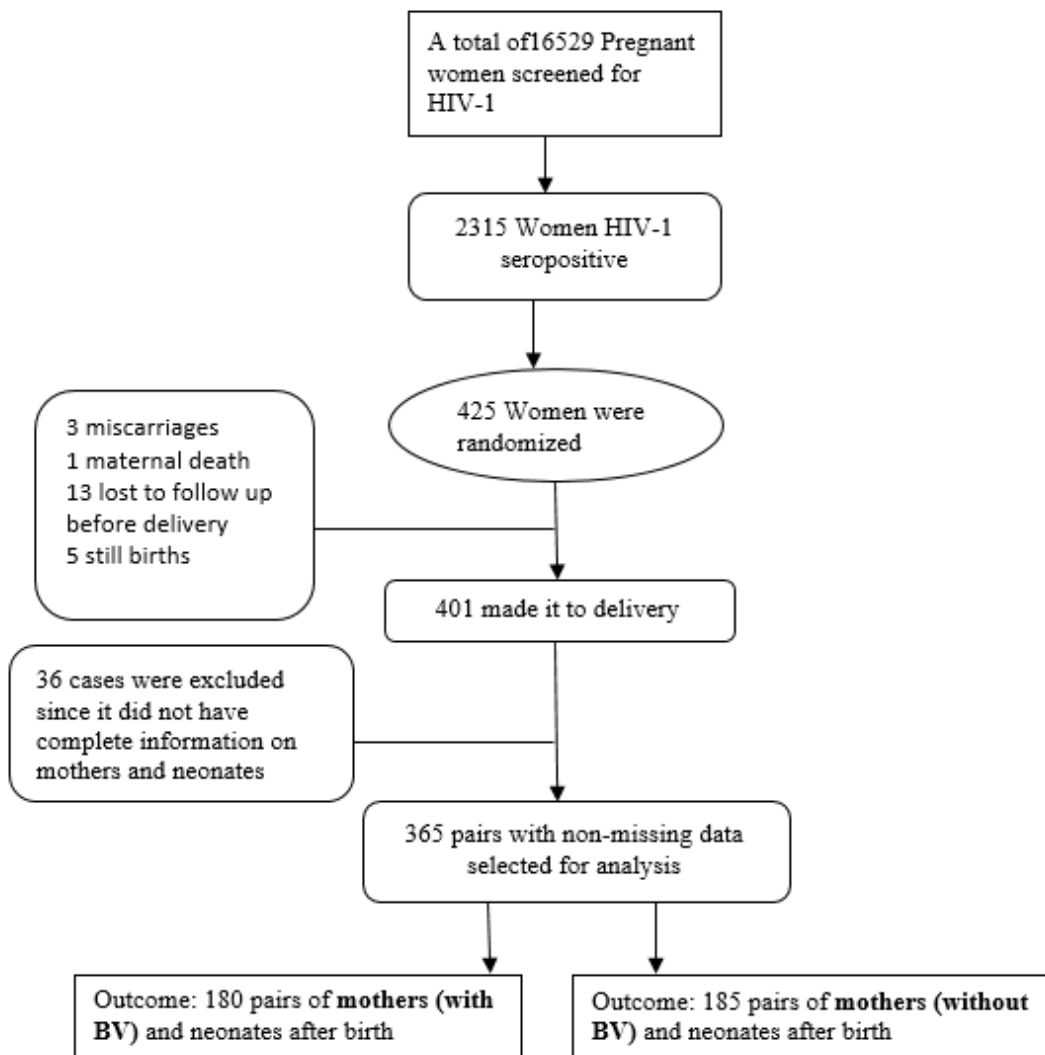 A total of16529 Pregnant
women screened for
HIV-1
2315 Women HIV-1
seropositive
425 Women were
randomized
3 miscarriages
1 maternal death
13 lost to follow up
before delivery
5 still births
401 made it to delivery
36 cases were excluded
since it did not have
complete information on
mothers and neonates
365 pairs with non-missing data
selected for analysis
Outcome: 180 pairs of mothers (with
BV) and neonates after birth
Outcome: 185 pairs of mothers (without
BV) and neonates after birth